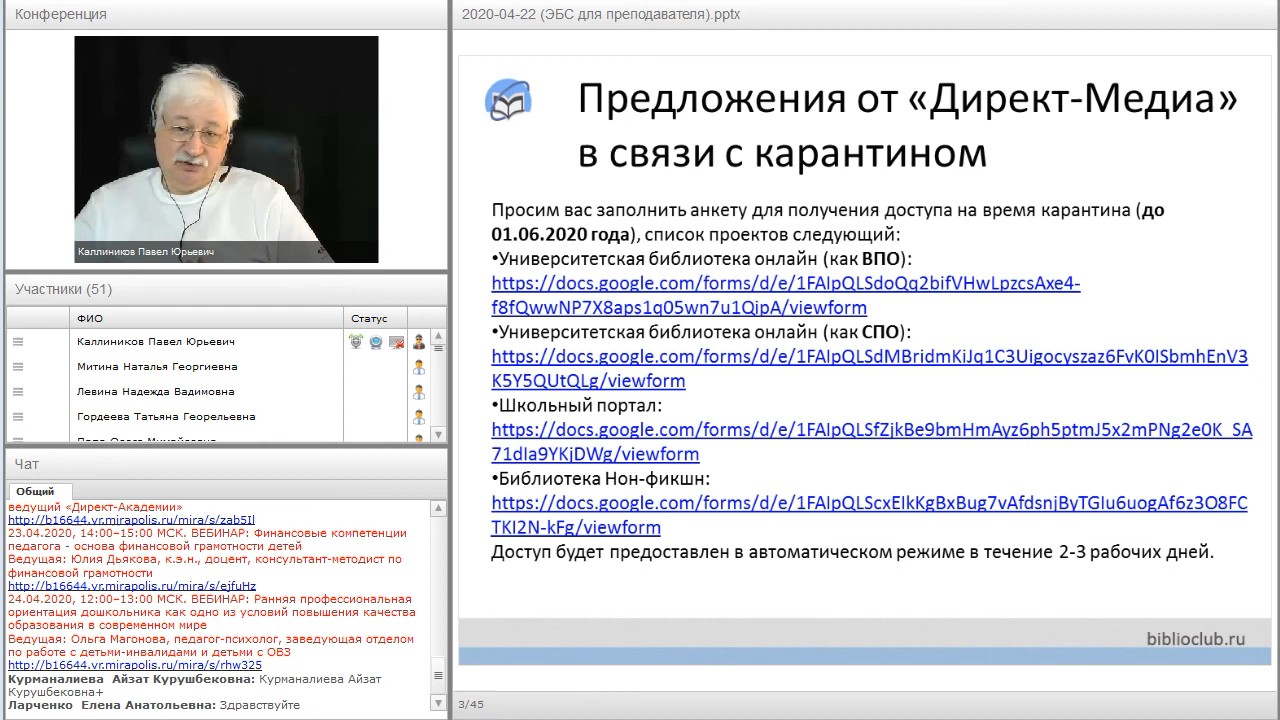 Конференция
Каллиников Павел Юрьевич
Участники (51)
ФИО
Статус
Каллиников Павел Юрьевич
Митина Наталья Георгиевна
Левина Надежда Вадимовна
Гордеева Татьяна Георельевна
Чат
Общий
ведущий «Директ-Академии»
http://b16644.vr.mirapolis.ru/mira/s/zab5Il
23.04.2020, 14:00–15:00 МСК. ВЕБИНАР: Финансовые компетенции
педагога - основа финансовой грамотности детей
Ведущая: Юлия Дьякова, к.э.н., доцент, консультант-методист по
финансовой грамотности
http://b16644.vr.mirapolis.ru/mira/s/ejfuHz
24.04.2020, 12:00–13:00 МСК. ВЕБИНАР: Ранняя профессиональная
ориентация дошкольника как одно из условий повышения качества
образования в современном мире
Ведущая: Ольга Магонова, педагог-психолог, заведующая отделом
по работе с детьми-инвалидами и детьми с ОВЗ
http://b16644.vr.mirapolis.ru/mira/s/rhw325
Курманалиева Айзат Курушбековна: Курманалиева Айзат
Курушбековна+
Ларченко Елена Анатольевна: Здравствуйте
2020-04-22 (ЭБС для преподавателя).pptx
Предложения от «Директ-Медиа»
в связи с карантином
Просим вас заполнить анкету для получения доступа на время карантина (до
01.06.2020 года), список проектов следующий:
•Университетская библиотека онлайн (как ВПО):
https://docs.google.com/forms/d/e/1FAIpQLSdoQq2bifVHwLpzcsAxe4-
f8fQwwNP7X8aps1q05wn7u1QjpA/viewform
•Университетская библиотека онлайн (как СПО):
https://docs.google.com/forms/d/e/1FAIpQLSdMBridmKiJq1C3Uigocyszaz6FvK0ISbmhEnV3
K5Y5QUtQLg/viewform
•Школьный портал:
https://docs.google.com/forms/d/e/1FAIpQLSfZjkBe9bmHmAyz6ph5ptmJ5x2mPNg2e0K_SA
71dIa9YKjDWg/viewform
•Библиотека Нон-фикшн:
https://docs.google.com/forms/d/e/1FAIpQLScxElkKgBxBug7vAfdsnjByTGlu6uogAf6z3O8FC
TKI2N-kFg/viewform
Доступ будет предоставлен в автоматическом режиме в течение 2-3 рабочих дней.
biblioclub.ru
3/45